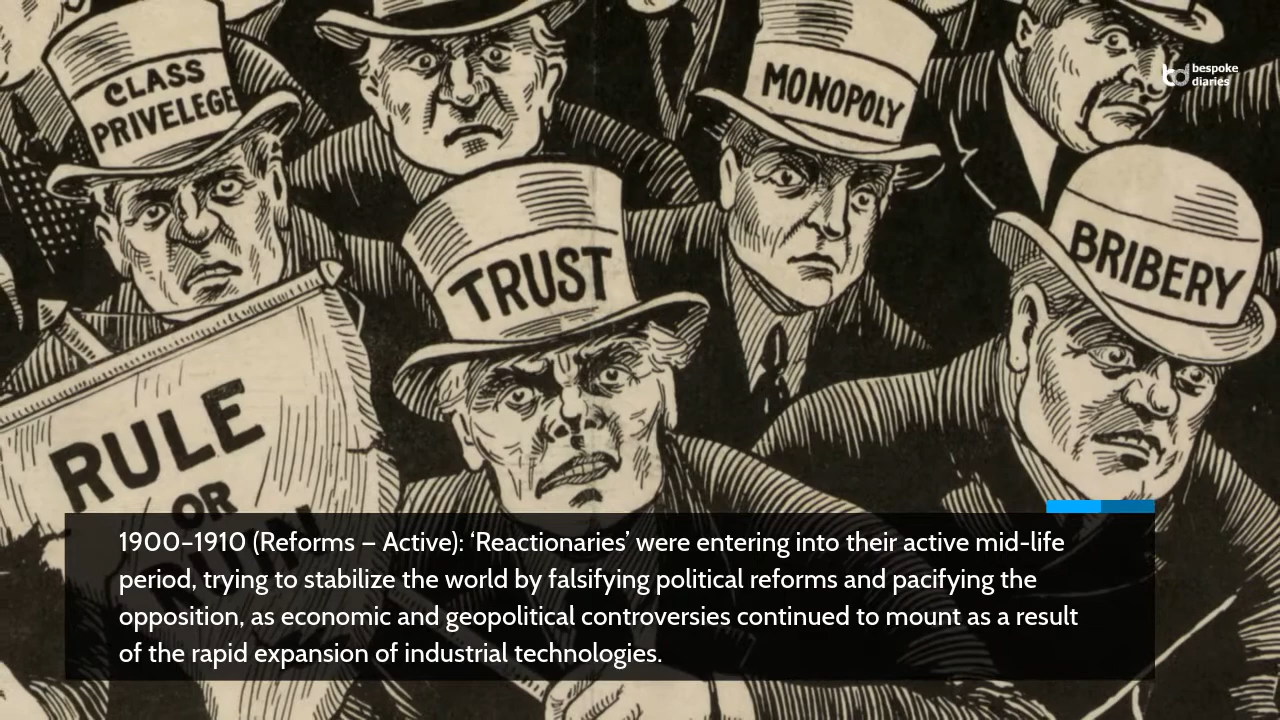 CLASS
PRIVELEGE
MONOPOLY
bespoke
diaries
TRUST
BRIBERY
RULE
OR
RUIN
1900–1910 (Reforms – Active): ‘Reactionaries’ were entering into their active mid-life
period, trying to stabilize the world by falsifying political reforms and pacifying the
opposition, as economic and geopolitical controversies continued to mount as a result
of the rapid expansion of industrial technologies.